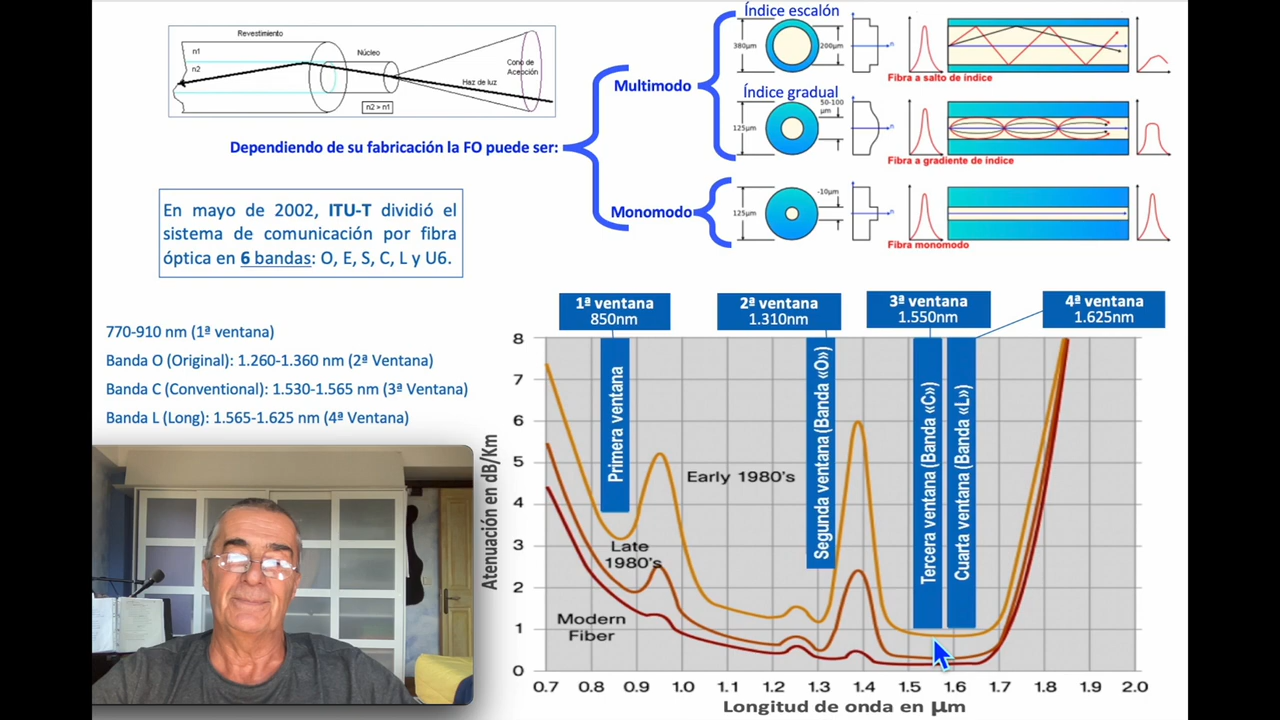 Revestimiento
n1
n2
Núcleo
Cono de
Acepción
Haz de luz
n2 > n1
Dependiendo de su fabricación la FO puede ser:
Multimodo
Monomodo
Índice escalón
380µm
200µm
n
Fibra a salto de índice
Índice gradual
50-100
µm
125µm
n
Fibra a gradiente de índice
-10µm
125µm
n
Fibra monomodo
En mayo de 2002, ITU-T dividió el
sistema de comunicación por fibra
óptica en 6 bandas: O, E, S, C, L y U6.
770-910 nm (1ª ventana)
Banda O (Original): 1.260-1.360 nm (2ª Ventana)
Banda C (Conventional): 1.530-1.565 nm (3ª Ventana)
Banda L (Long): 1.565-1.625 nm (4ª Ventana)
1ª ventana
850nm
2ª ventana
1.310nm
3ª ventana
1.550nm
4ª ventana
1.625nm
Primera ventana
Segunda ventana (Banda «O»)
Tercera ventana (Banda «C»)
Cuarta ventana (Banda «L»)
Early 1980's
Late
1980's
Modern
Fiber
Atenuación en dB/Km
8
7
6
5
4
3
2
1
0
0.7 0.8 0.9 1.0 1.1 1.2 1.3 1.4 1.5 1.6 1.7 1.8 1.9 2.0
Longitud de onda en µm